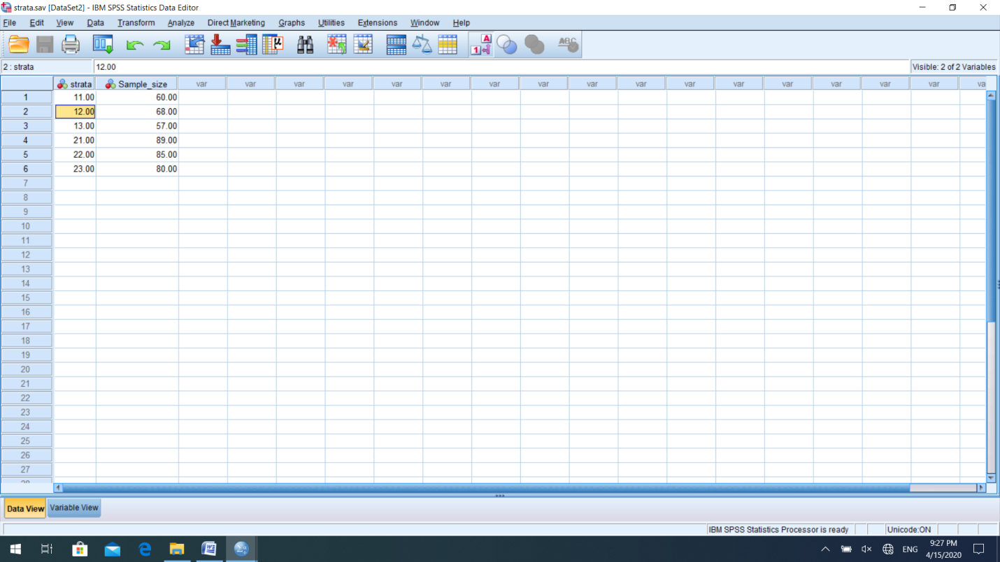 strata.sav [DataSet2] - IBM SPSS Statistics Data Editor
File Edit View Data Transform Analyze Direct Marketing Graphs Utilities Extensions Window Help
μ A 1 ABC
2 : strata 12.00 Visible: 2 of 2 Variables
strata Sample_size var var var var var var var var var var var var var var var var va
1 11.00 60.00
2 12.00 68.00
3 13.00 57.00
4 21.00 89.00
5 22.00 85.00
6 23.00 80.00
7
8
9
10
11
12
13
14
15
16
17
18
19
20
21
22
23
24
25
26
27
28
Data View Variable View
IBM SPSS Statistics Processor is ready Unicode:ON
ENG 9:27 PM
4/15/2020